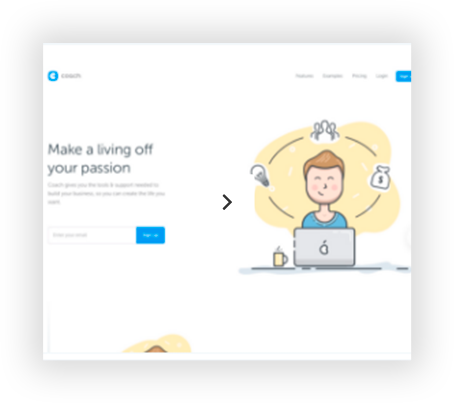 coach
Features Examples Pricing Login Sign
Make a living off
your passion
Coach gives you the tools & support needed to
build your business, so you can create the life you
want.
Enter your email Sign Up
$